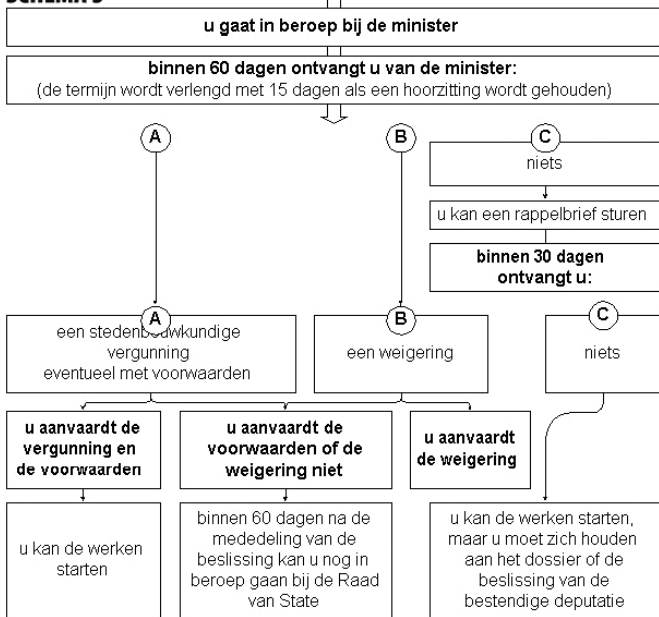 SCHEMA 3
u gaat in beroep bij de minister
binnen 60 dagen ontvangt u van de minister:
(de termijn wordt verlengd met 15 dagen als een hoorzitting wordt gehouden)
A
B
C
niets
u kan een rappelbrief sturen
binnen 30 dagen
ontvangt u:
A
een stedenbouwkundige
vergunning
eventueel met voorwaarden
B
een weigering
C
niets
u aanvaardt de
vergunning en
de voorwaarden
u aanvaardt de
voorwaarden of de
weigering niet
u aanvaardt
de weigering
u kan de werken
starten
binnen 60 dagen na de
mededeling van de
beslissing kan u nog in
beroep gaan bij de Raad
van State
u kan de werken starten,
maar u moet zich houden
aan het dossier of de
beslissing van de
bestendige deputatie